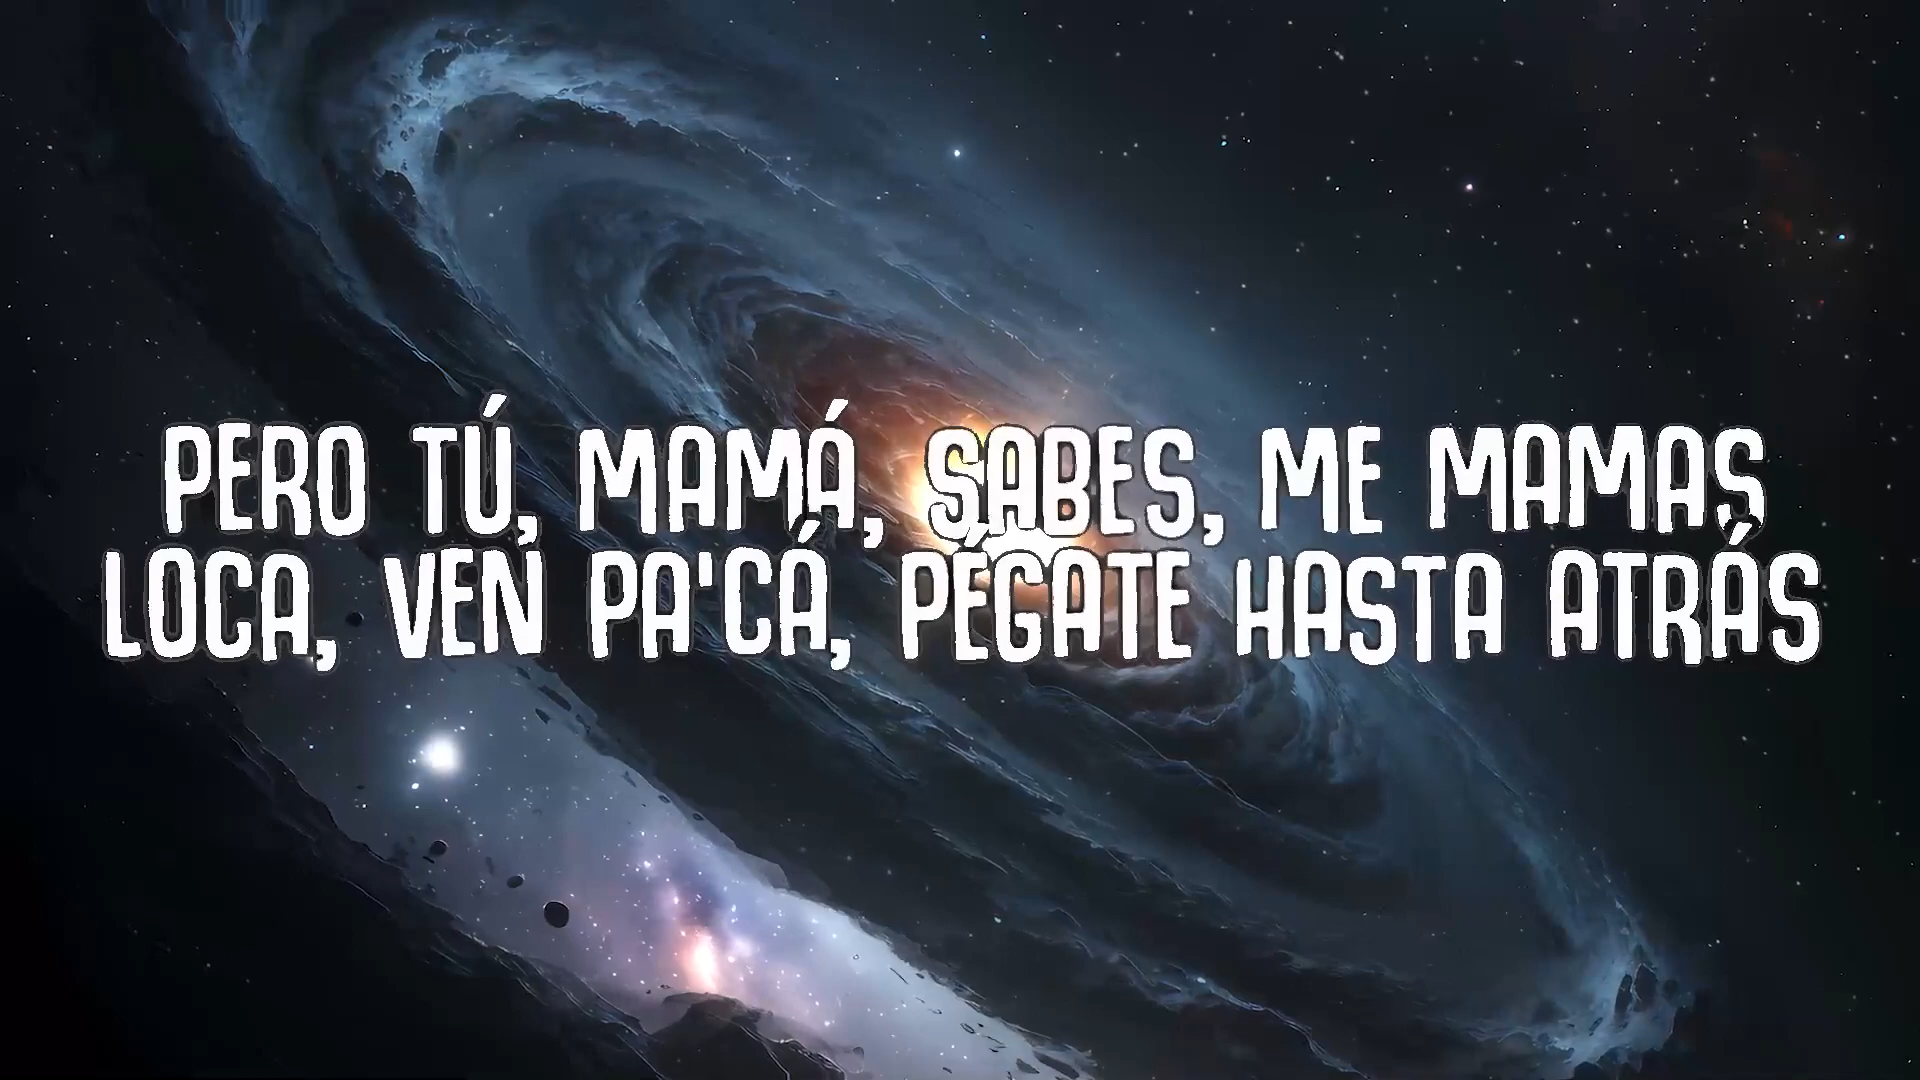 PERO TÚ, MAMÁ, SABES, ME MAMAS
LOCA, VEN PA'CÁ, PÉGATE HASTA ATRÁS